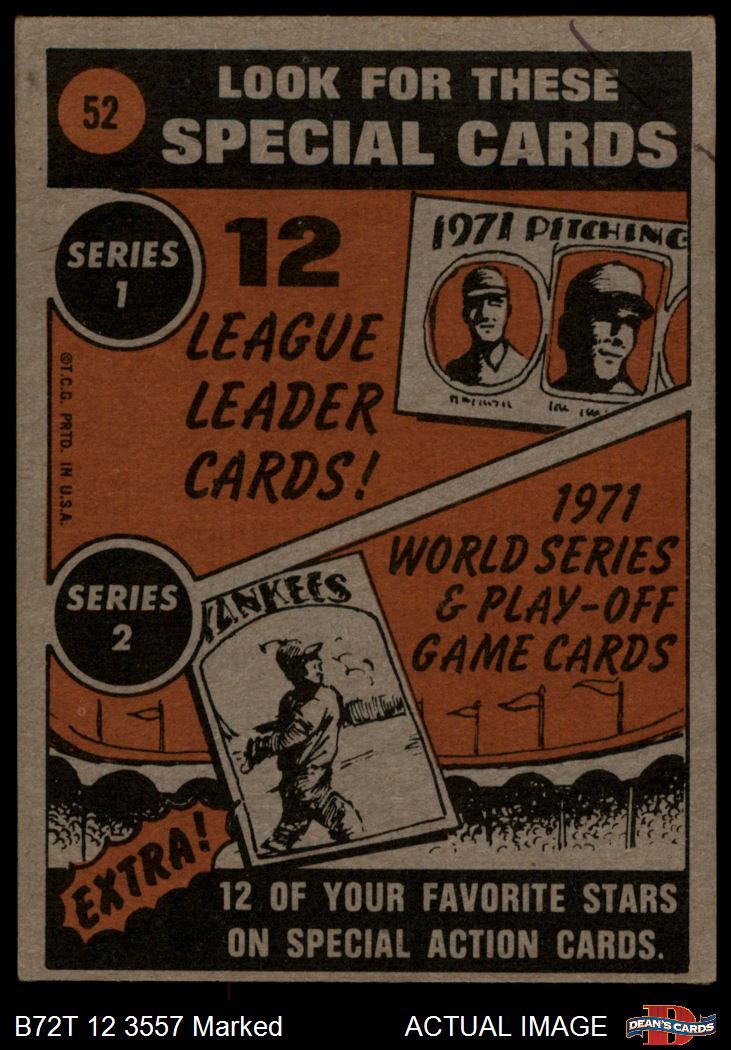 52
LOOK FOR THESE
SPECIAL CARDS
SERIES
1
12
LEAGUE
LEADER
CARDS!
1971 PITCHING
©T.C.G. PRTD. IN U.S.A.
SERIES
2
1971
WORLD SERIES
& PLAY-OFF
GAME CARDS
YANKEES
EXTRA!
12 OF YOUR FAVORITE STARS
ON SPECIAL ACTION CARDS.
B72T 12 3557 Marked
ACTUAL IMAGE
D
DEAN'S CARDS